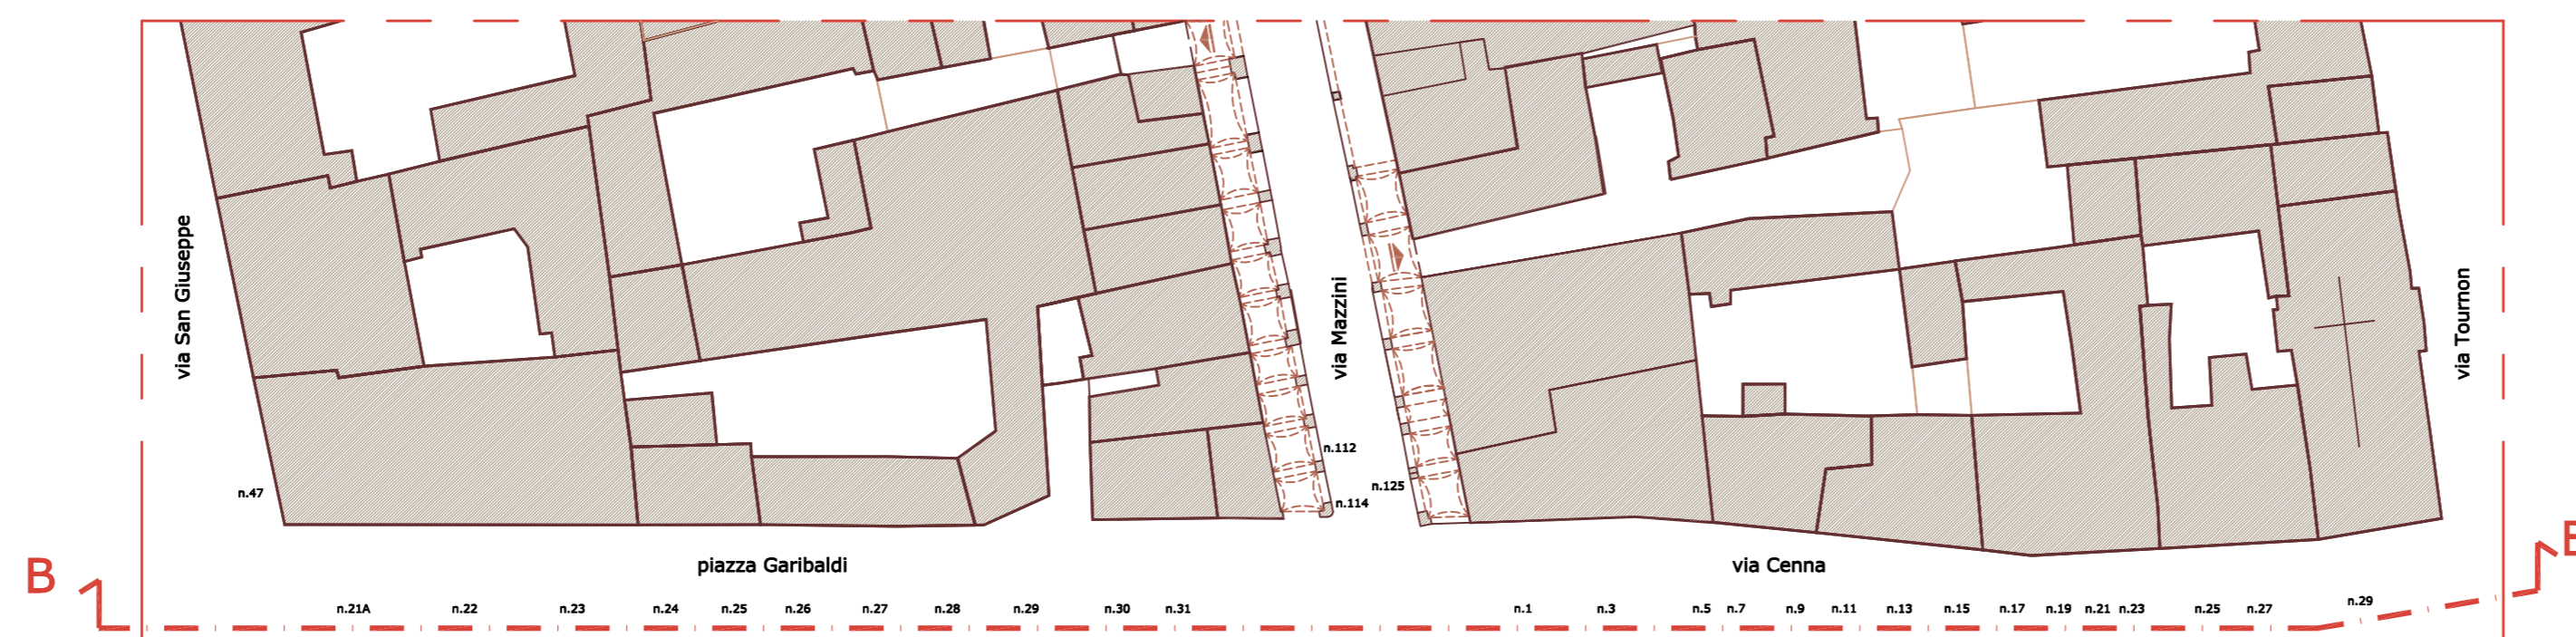 via San Giuseppe
via Mazzini
via Tournon
n.112
n.47
n.125
n.114
piazza Garibaldi
via Cenna
B
n.21A n.22 n.23 n.24 n.25 n.26 n.27 n.28 n.29 n.30 n.31 n.1 n.3 n.5 n.7 n.9 n.11 n.13 n.15 n.17 n.19 n.21 n.23 n.25 n.27 n.29